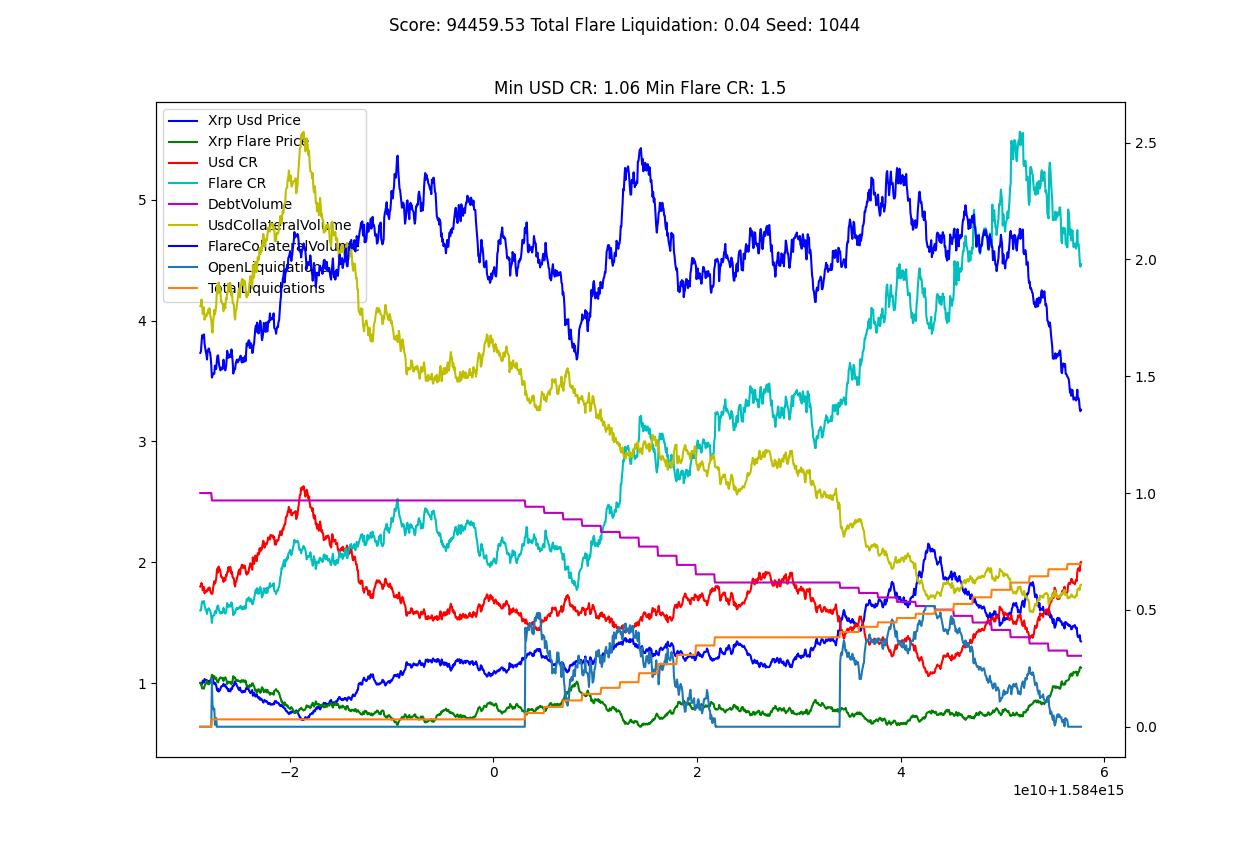 Score: 94459.53 Total Flare Liquidation: 0.04 Seed: 1044
Min USD CR: 1.06 Min Flare CR: 1.5
Xrp Usd Price
Xrp Flare Price
Usd CR
Flare CR
DebtVolume
UsdCollateralVolume
FlareCollateralVolume
OpenLiquidations
TotalLiquidations
5
4
3
2
1
2.5
2.0
1.5
1.0
0.5
0.0
−2
0
2
4
6
1e10+1.584e15